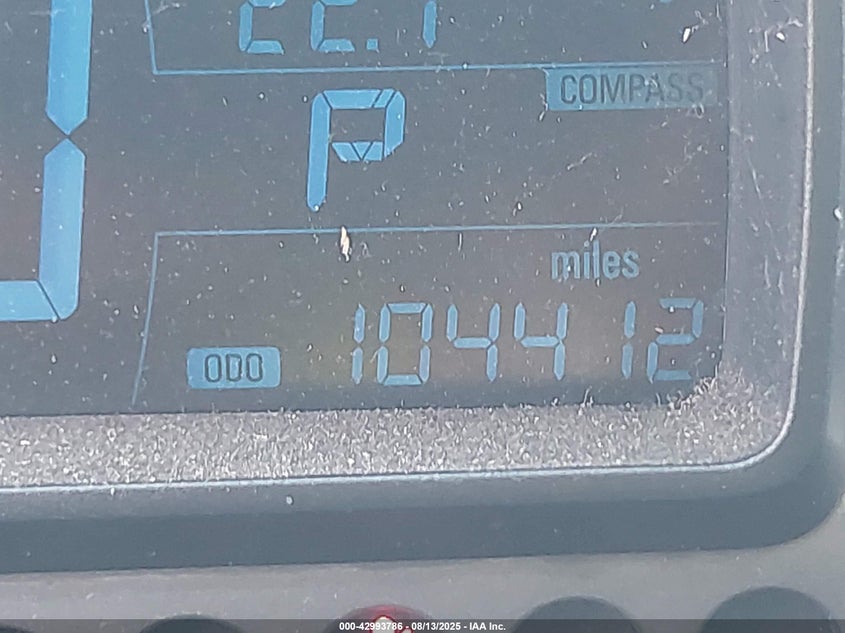 22.1
COMPASS
P
miles
ODO 104412
000-42993786 - 08/13/2025 - IAA Inc.